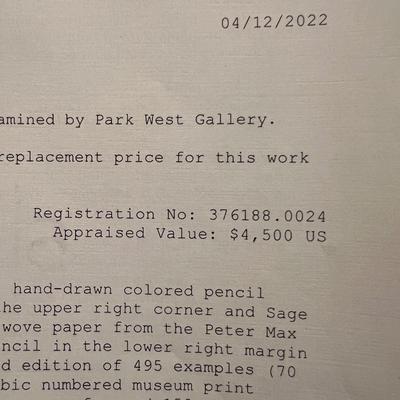 04/12/2022
amined by Park West Gallery.
replacement price for this work
Registration No: 376188.0024
Appraised Value: $4,500 US
hand-drawn colored pencil
he upper right corner and Sage
wove paper from the Peter Max
ncil in the lower right margin
d edition of 495 examples (70
bic numbered museum print